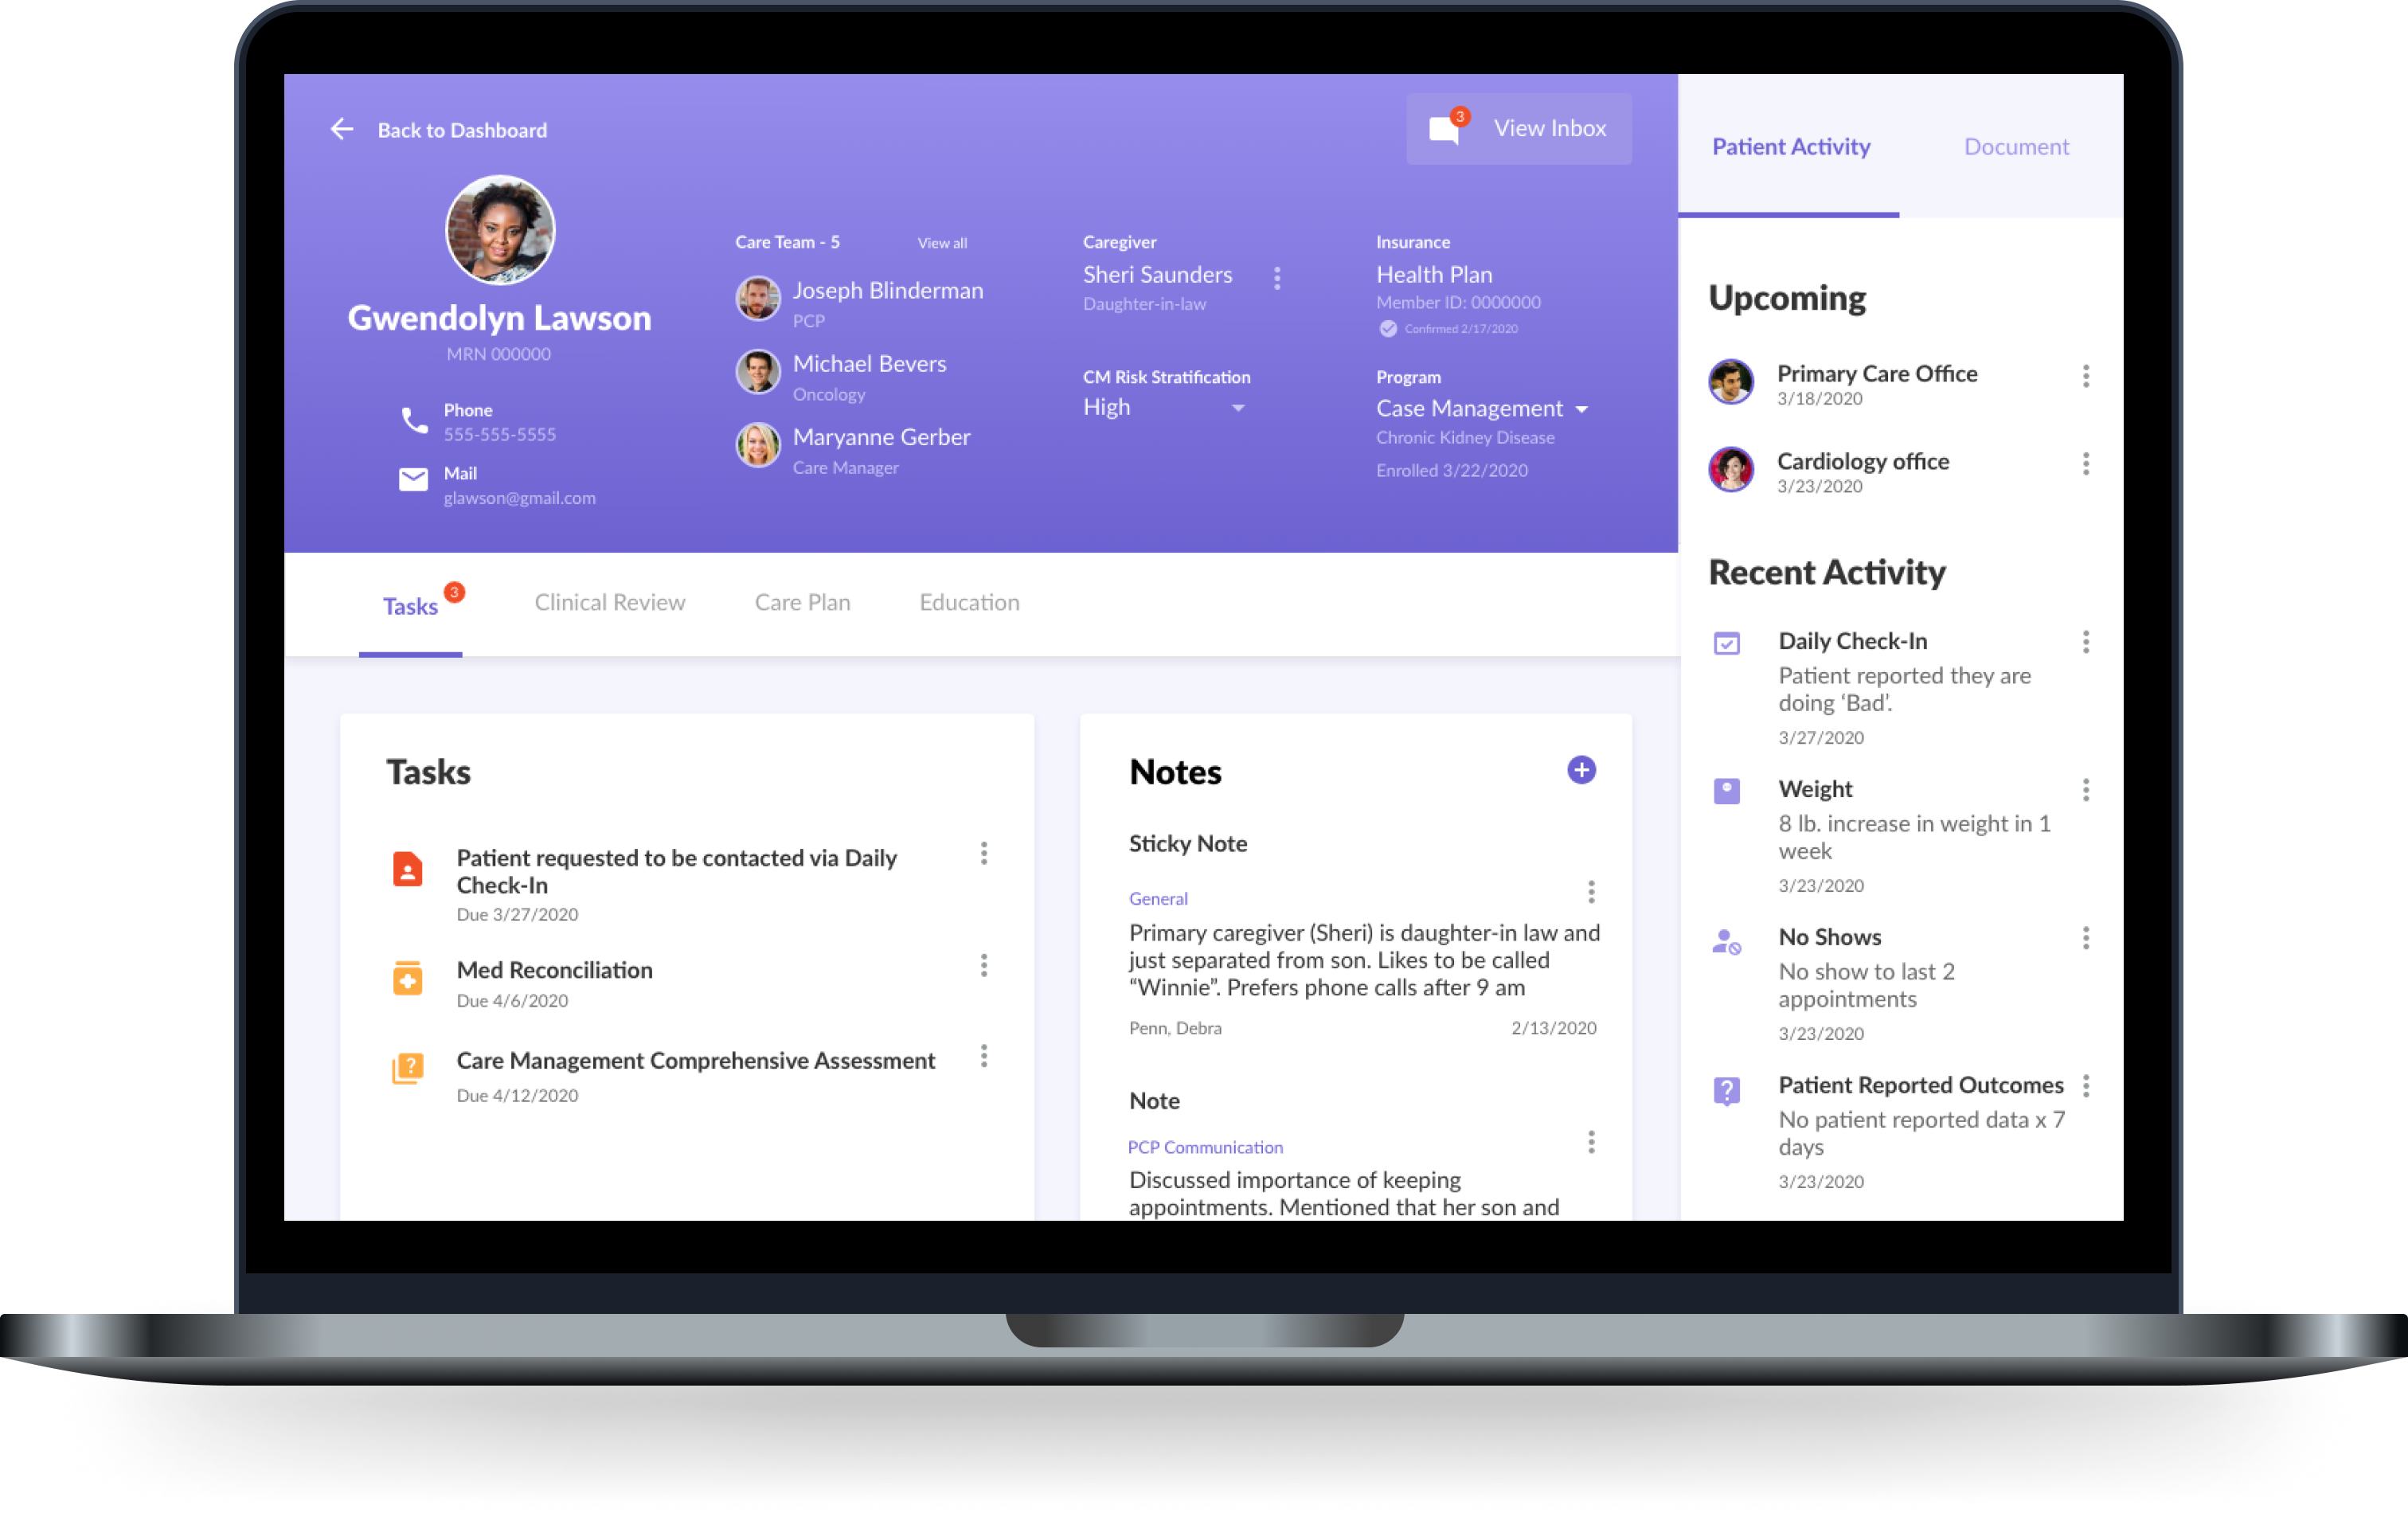 Back to Dashboard
3
View Inbox
Gwendolyn Lawson
MRN 000000
Phone
555-555-5555
Mail
glawson@gmail.com
Care Team - 5
View all
Joseph Blinderman
PCP
Michael Bevers
Oncology
Maryanne Gerber
Care Manager
Caregiver
Sheri Saunders
Daughter-in-law
CM Risk Stratification
High
Insurance
Health Plan
Member ID: 0000000
Confirmed 2/17/2020
Program
Case Management
Chronic Kidney Disease
Enrolled 3/22/2020
Tasks
3
Clinical Review
Care Plan
Education
Tasks
Patient requested to be contacted via Daily
Check-In
Due 3/27/2020
Med Reconciliation
Due 4/6/2020
Care Management Comprehensive Assessment
Due 4/12/2020
Notes
Sticky Note
General
Primary caregiver (Sheri) is daughter-in law and
just separated from son. Likes to be called
“Winnie”. Prefers phone calls after 9 am
Penn, Debra
2/13/2020
Note
PCP Communication
Discussed importance of keeping
appointments. Mentioned that her son and
Patient Activity
Document
Upcoming
Primary Care Office
3/18/2020
Cardiology office
3/23/2020
Recent Activity
Daily Check-In
Patient reported they are
doing ‘Bad’.
3/27/2020
Weight
8 lb. increase in weight in 1
week
3/23/2020
No Shows
No show to last 2
appointments
3/23/2020
Patient Reported Outcomes
No patient reported data x 7
days
3/23/2020